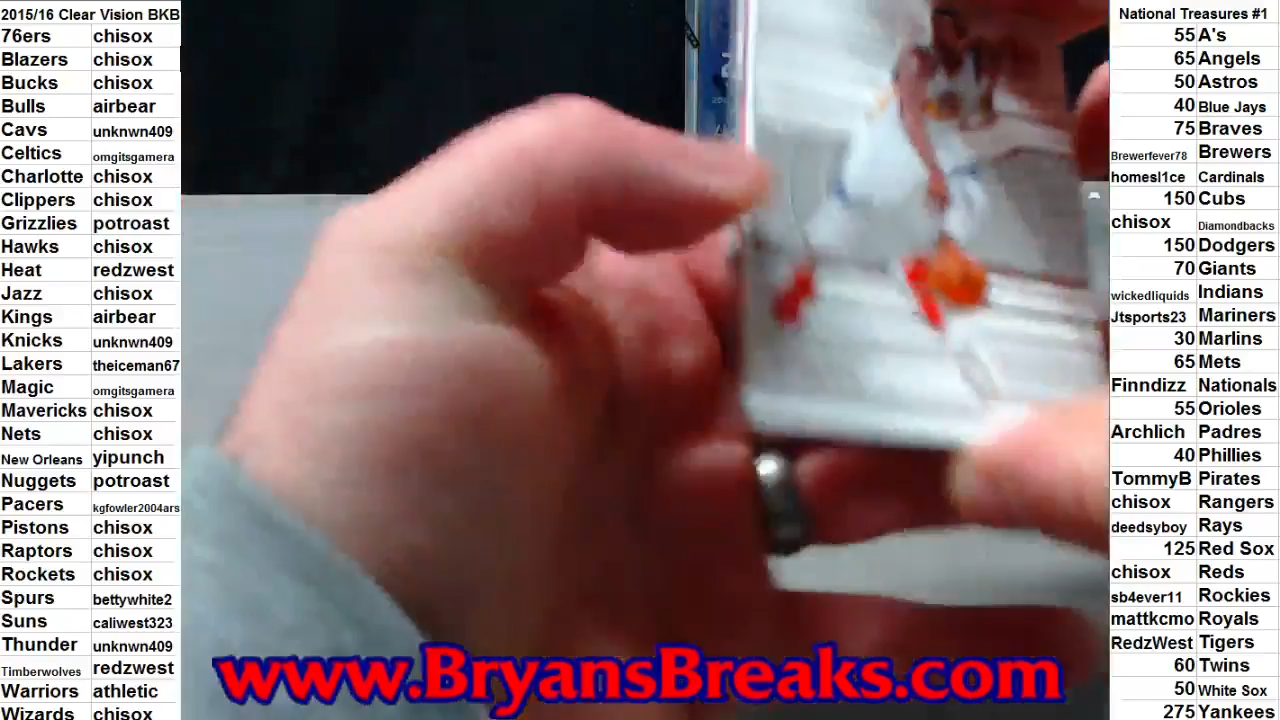 2015/16 Clear Vision BKB
76ers chisox
Blazers chisox
Bucks chisox
Bulls airbear
Cavs unknwn409
Celtics omgitsgamera
Charlotte chisox
Clippers chisox
Grizzlies potroast
Hawks chisox
Heat redzwest
Jazz chisox
Kings airbear
Knicks unknwn409
Lakers theiceman67
Magic omgitsgamera
Mavericks chisox
Nets chisox
New Orleans yipunch
Nuggets potroast
Pacers kgfowler2004ars
Pistons chisox
Raptors chisox
Rockets chisox
Spurs bettywhite2
Suns caliwest323
Thunder unknwn409
Timberwolves redzwest
Warriors athletic
Wizards chisox
www.BryansBreaks.com
National Treasures #1
55 A's
65 Angels
50 Astros
40 Blue Jays
75 Braves
Brewerfever78 Brewers
homesl1ce Cardinals
150 Cubs
chisox Diamondbacks
150 Dodgers
70 Giants
wickedliquids Indians
Jtsports23 Mariners
30 Marlins
65 Mets
Finndizz Nationals
55 Orioles
Archlich Padres
40 Phillies
TommyB Pirates
chisox Rangers
deedsyboy Rays
125 Red Sox
chisox Reds
sb4ever11 Rockies
mattkcmo Royals
RedzWest Tigers
60 Twins
50 White Sox
275 Yankees